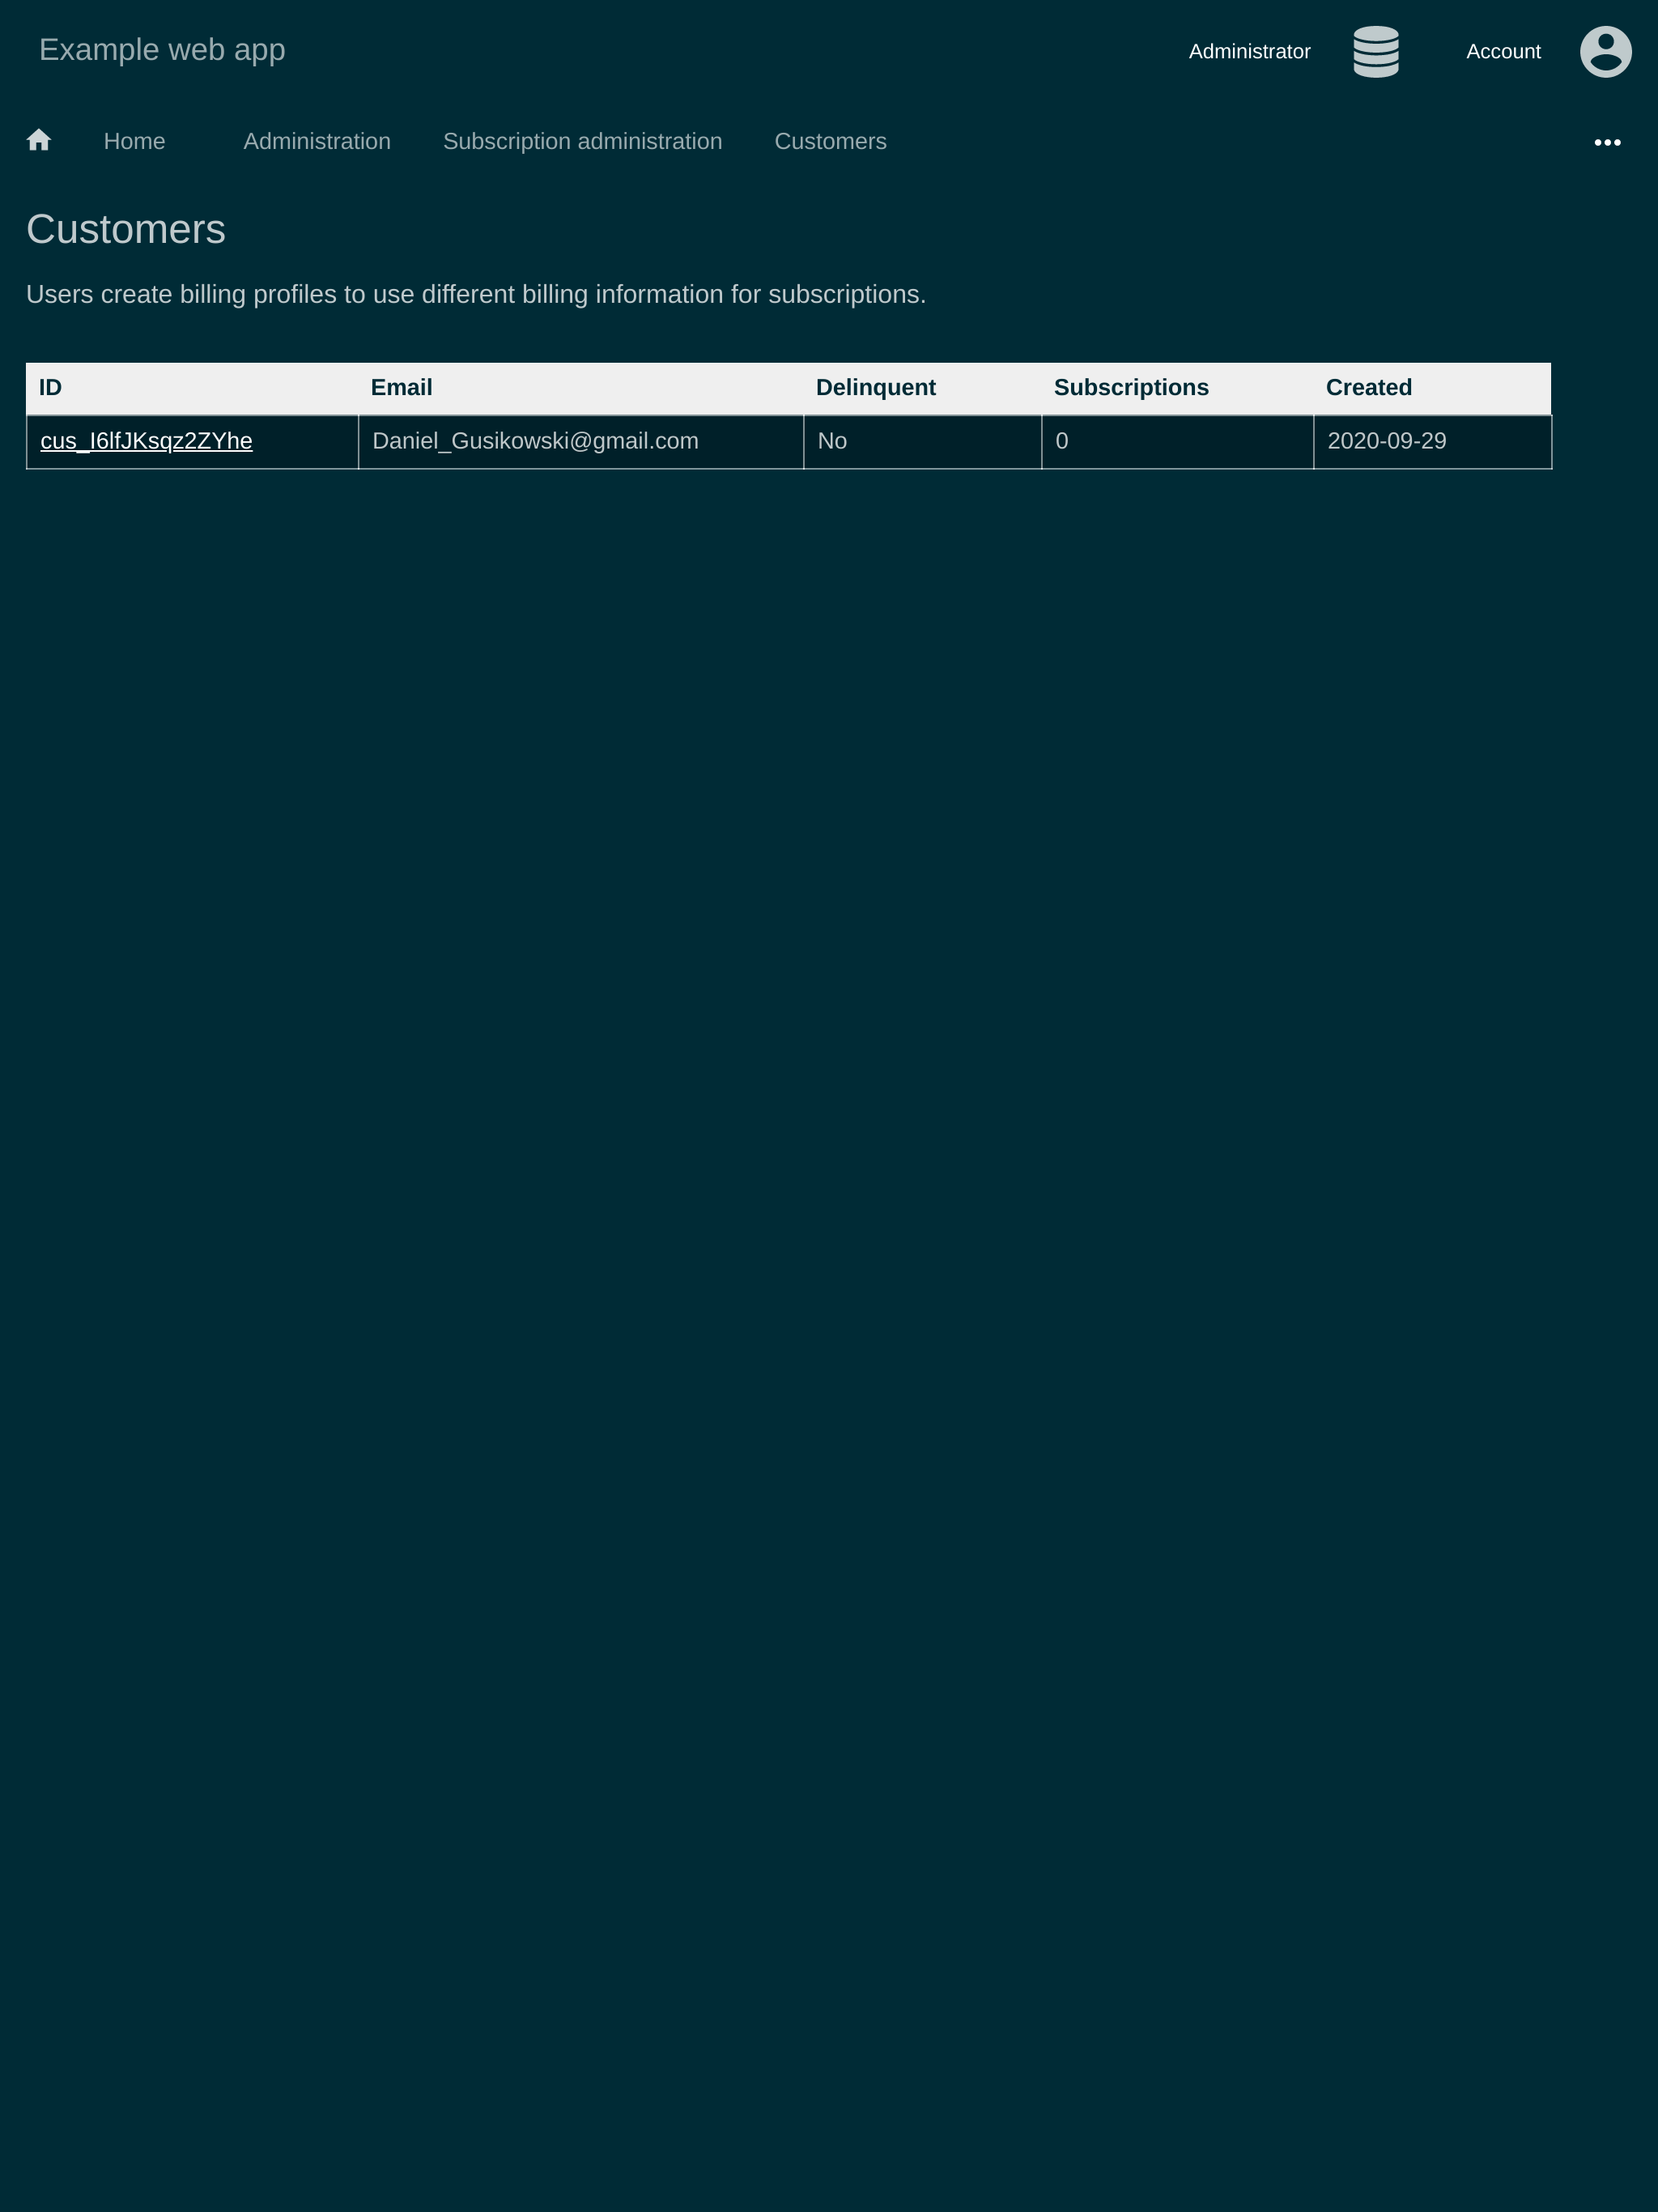 Example web app
Administrator Account
Home Administration Subscription administration Customers
Customers
Users create billing profiles to use different billing information for subscriptions.
ID Email Delinquent Subscriptions Created
cus_I6lfJKsqz2ZYhe Daniel_Gusikowski@gmail.com No 0 2020-09-29